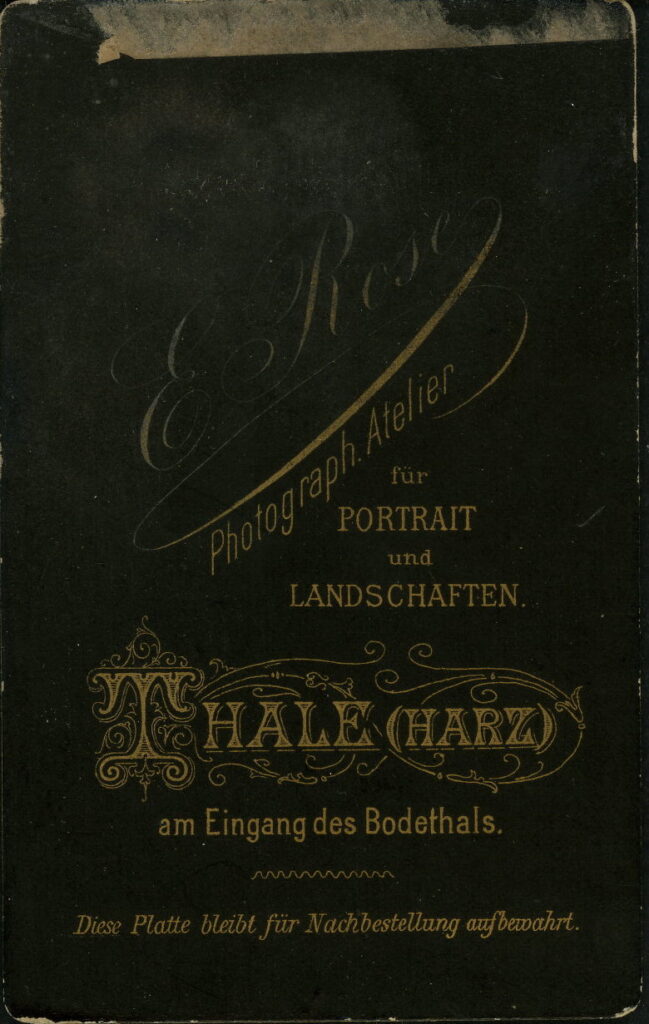 E Rose
Photograph. Atelier
für
PORTRAIT
und
LANDSCHAFTEN.
THALE (HARZ)
am Eingang des Bodethals.
Diese Platte bleibt für Nachbestellung aufbewahrt.